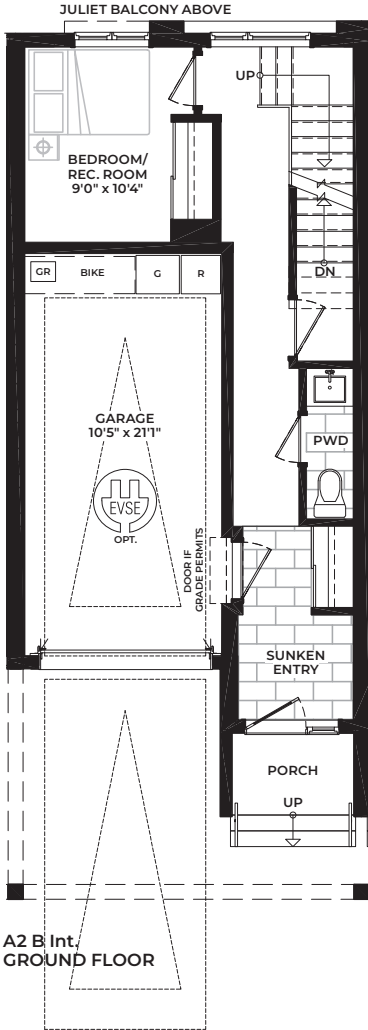 JULIET BALCONY ABOVE
UP
BEDROOM/
REC. ROOM
9'0" x 10'4"
DN
GR
BIKE
G
R
GARAGE
10'5" x 21'1"
PWD
EVSE
OPT.
DOOR IF
GRADE PERMITS
SUNKEN
ENTRY
PORCH
UP
A2 B Int.
GROUND FLOOR